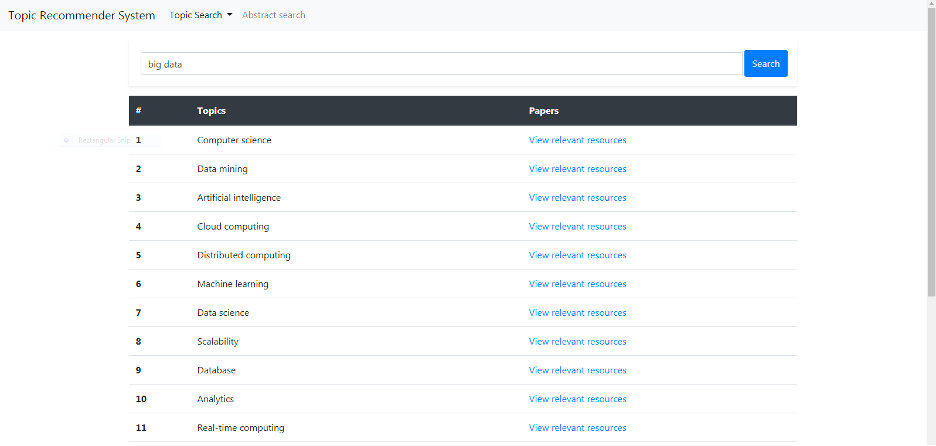 Topic Recommender System Topic Search Abstract search
big data Search
# Topics Papers
Rectangular Snip 1 Computer science View relevant resources
2 Data mining View relevant resources
3 Artificial intelligence View relevant resources
4 Cloud computing View relevant resources
5 Distributed computing View relevant resources
6 Machine learning View relevant resources
7 Data science View relevant resources
8 Scalability View relevant resources
9 Database View relevant resources
10 Analytics View relevant resources
11 Real-time computing View relevant resources